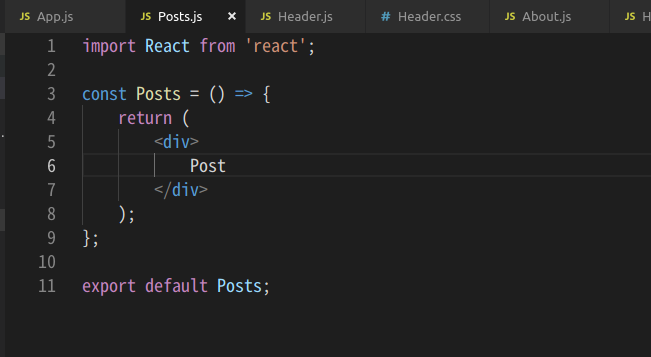 JS App.js JS Posts.js × JS Header.js # Header.css JS About.js JS H
1 import React from 'react';
2
3 const Posts = () => {
4     return (
5         <div>
6             Post
7         </div>
8     );
9 };
10
11 export default Posts;